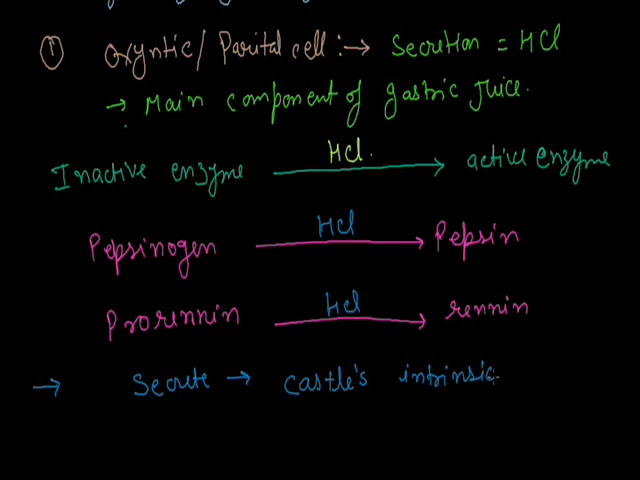 ① Oxyntic/Parital cell :→ Secretion = HCl
→ Main component of gastric Juice.
HCl.
Inactive enzyme → active enzyme
HCl
Pepsinogen → Pepsin
HCl
Prorennin → rennin
→ Secrete → Castle's intrinsic